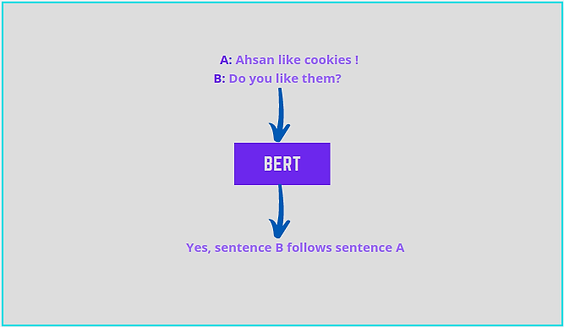 A: Ahsan like cookies !
B: Do you like them?
BERT
Yes, sentence B follows sentence A